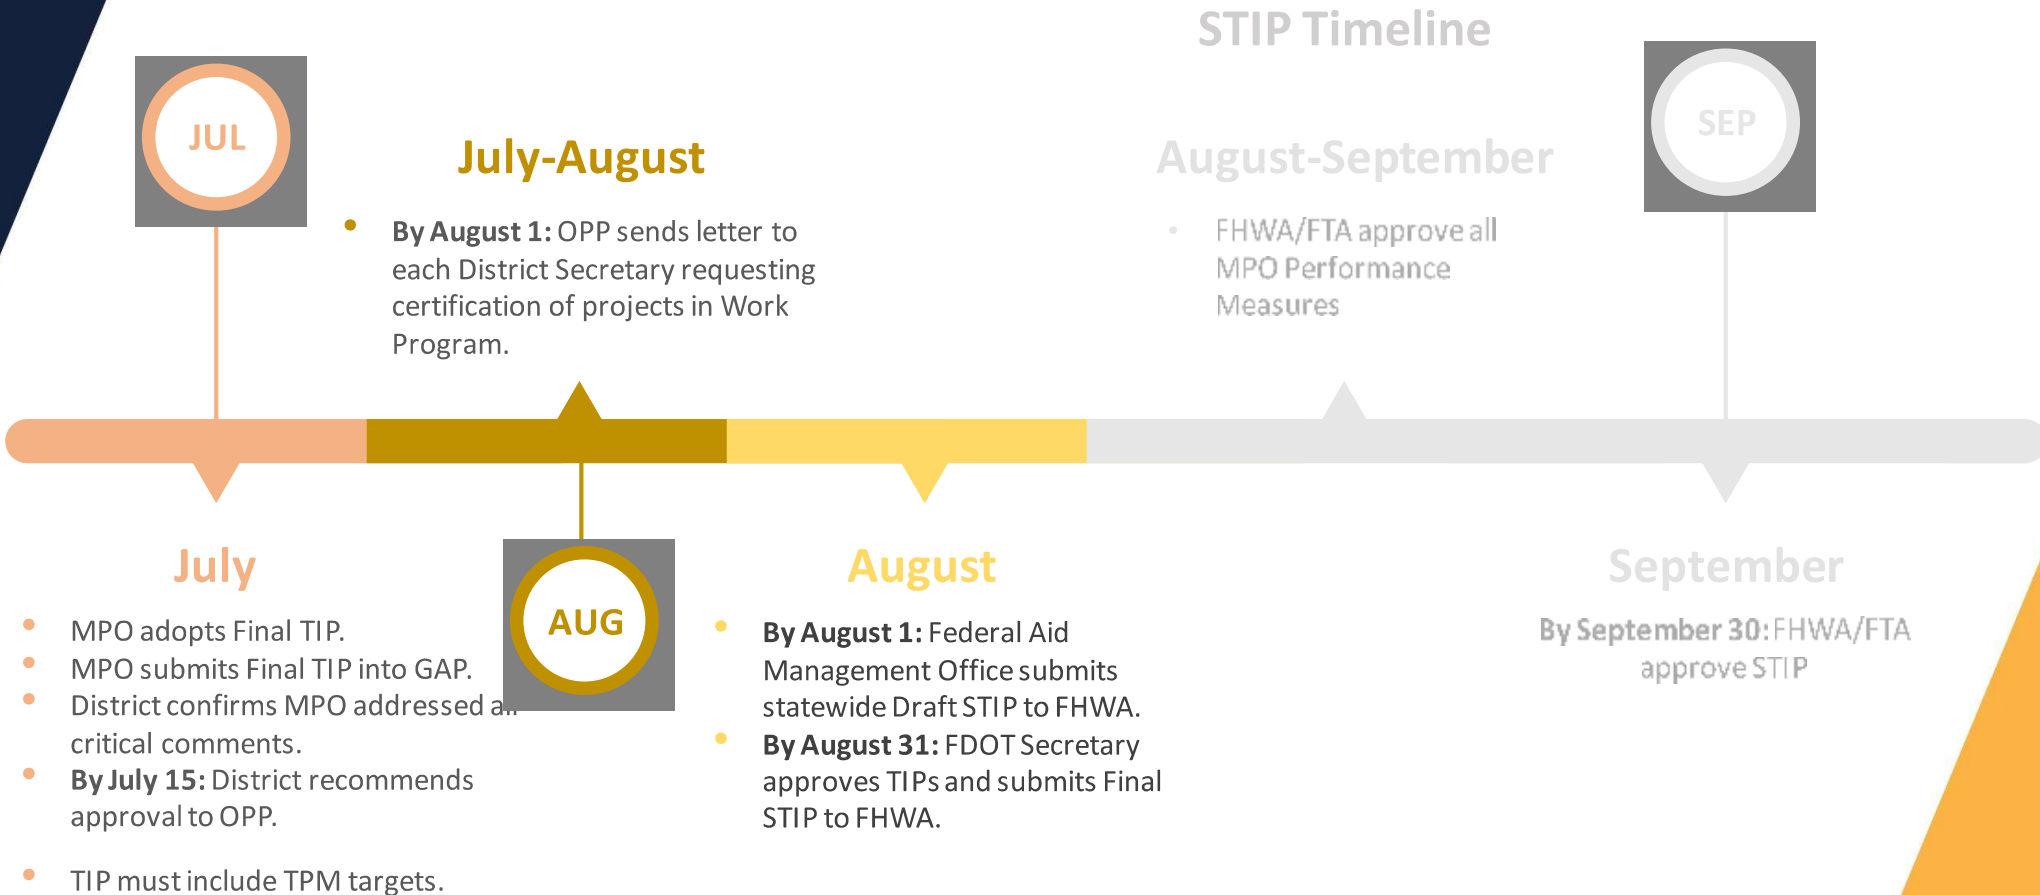 STIP Timeline
JUL
July-August
By August 1: OPP sends letter to
each District Secretary requesting
certification of projects in Work
Program.
August-September
FHWA/FTA approve all
MPO Performance
Measures
SEP
July
MPO adopts Final TIP.
MPO submits Final TIP into GAP.
District confirms MPO addressed
critical comments.
By July 15: District recommends
approval to OPP.
TIP must include TPM targets.
AUG
August
By August 1: Federal Aid
Management Office submits
statewide Draft STIP to FHWA.
By August 31: FDOT Secretary
approves TIPs and submits Final
STIP to FHWA.
September
By September 30: FHWA/FTA
approve STIP